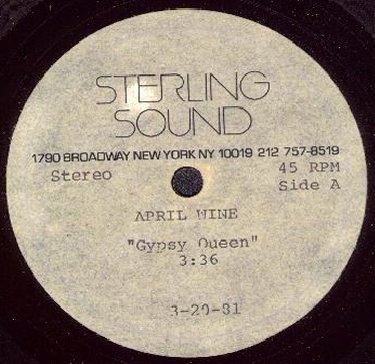 STERLING
SOUND
1790 BROADWAY NEW YORK NY 10019 212 757-8519
Stereo 45 RPM
Side A
APRIL WINE
"Gypsy Queen"
3:36
3-20-81